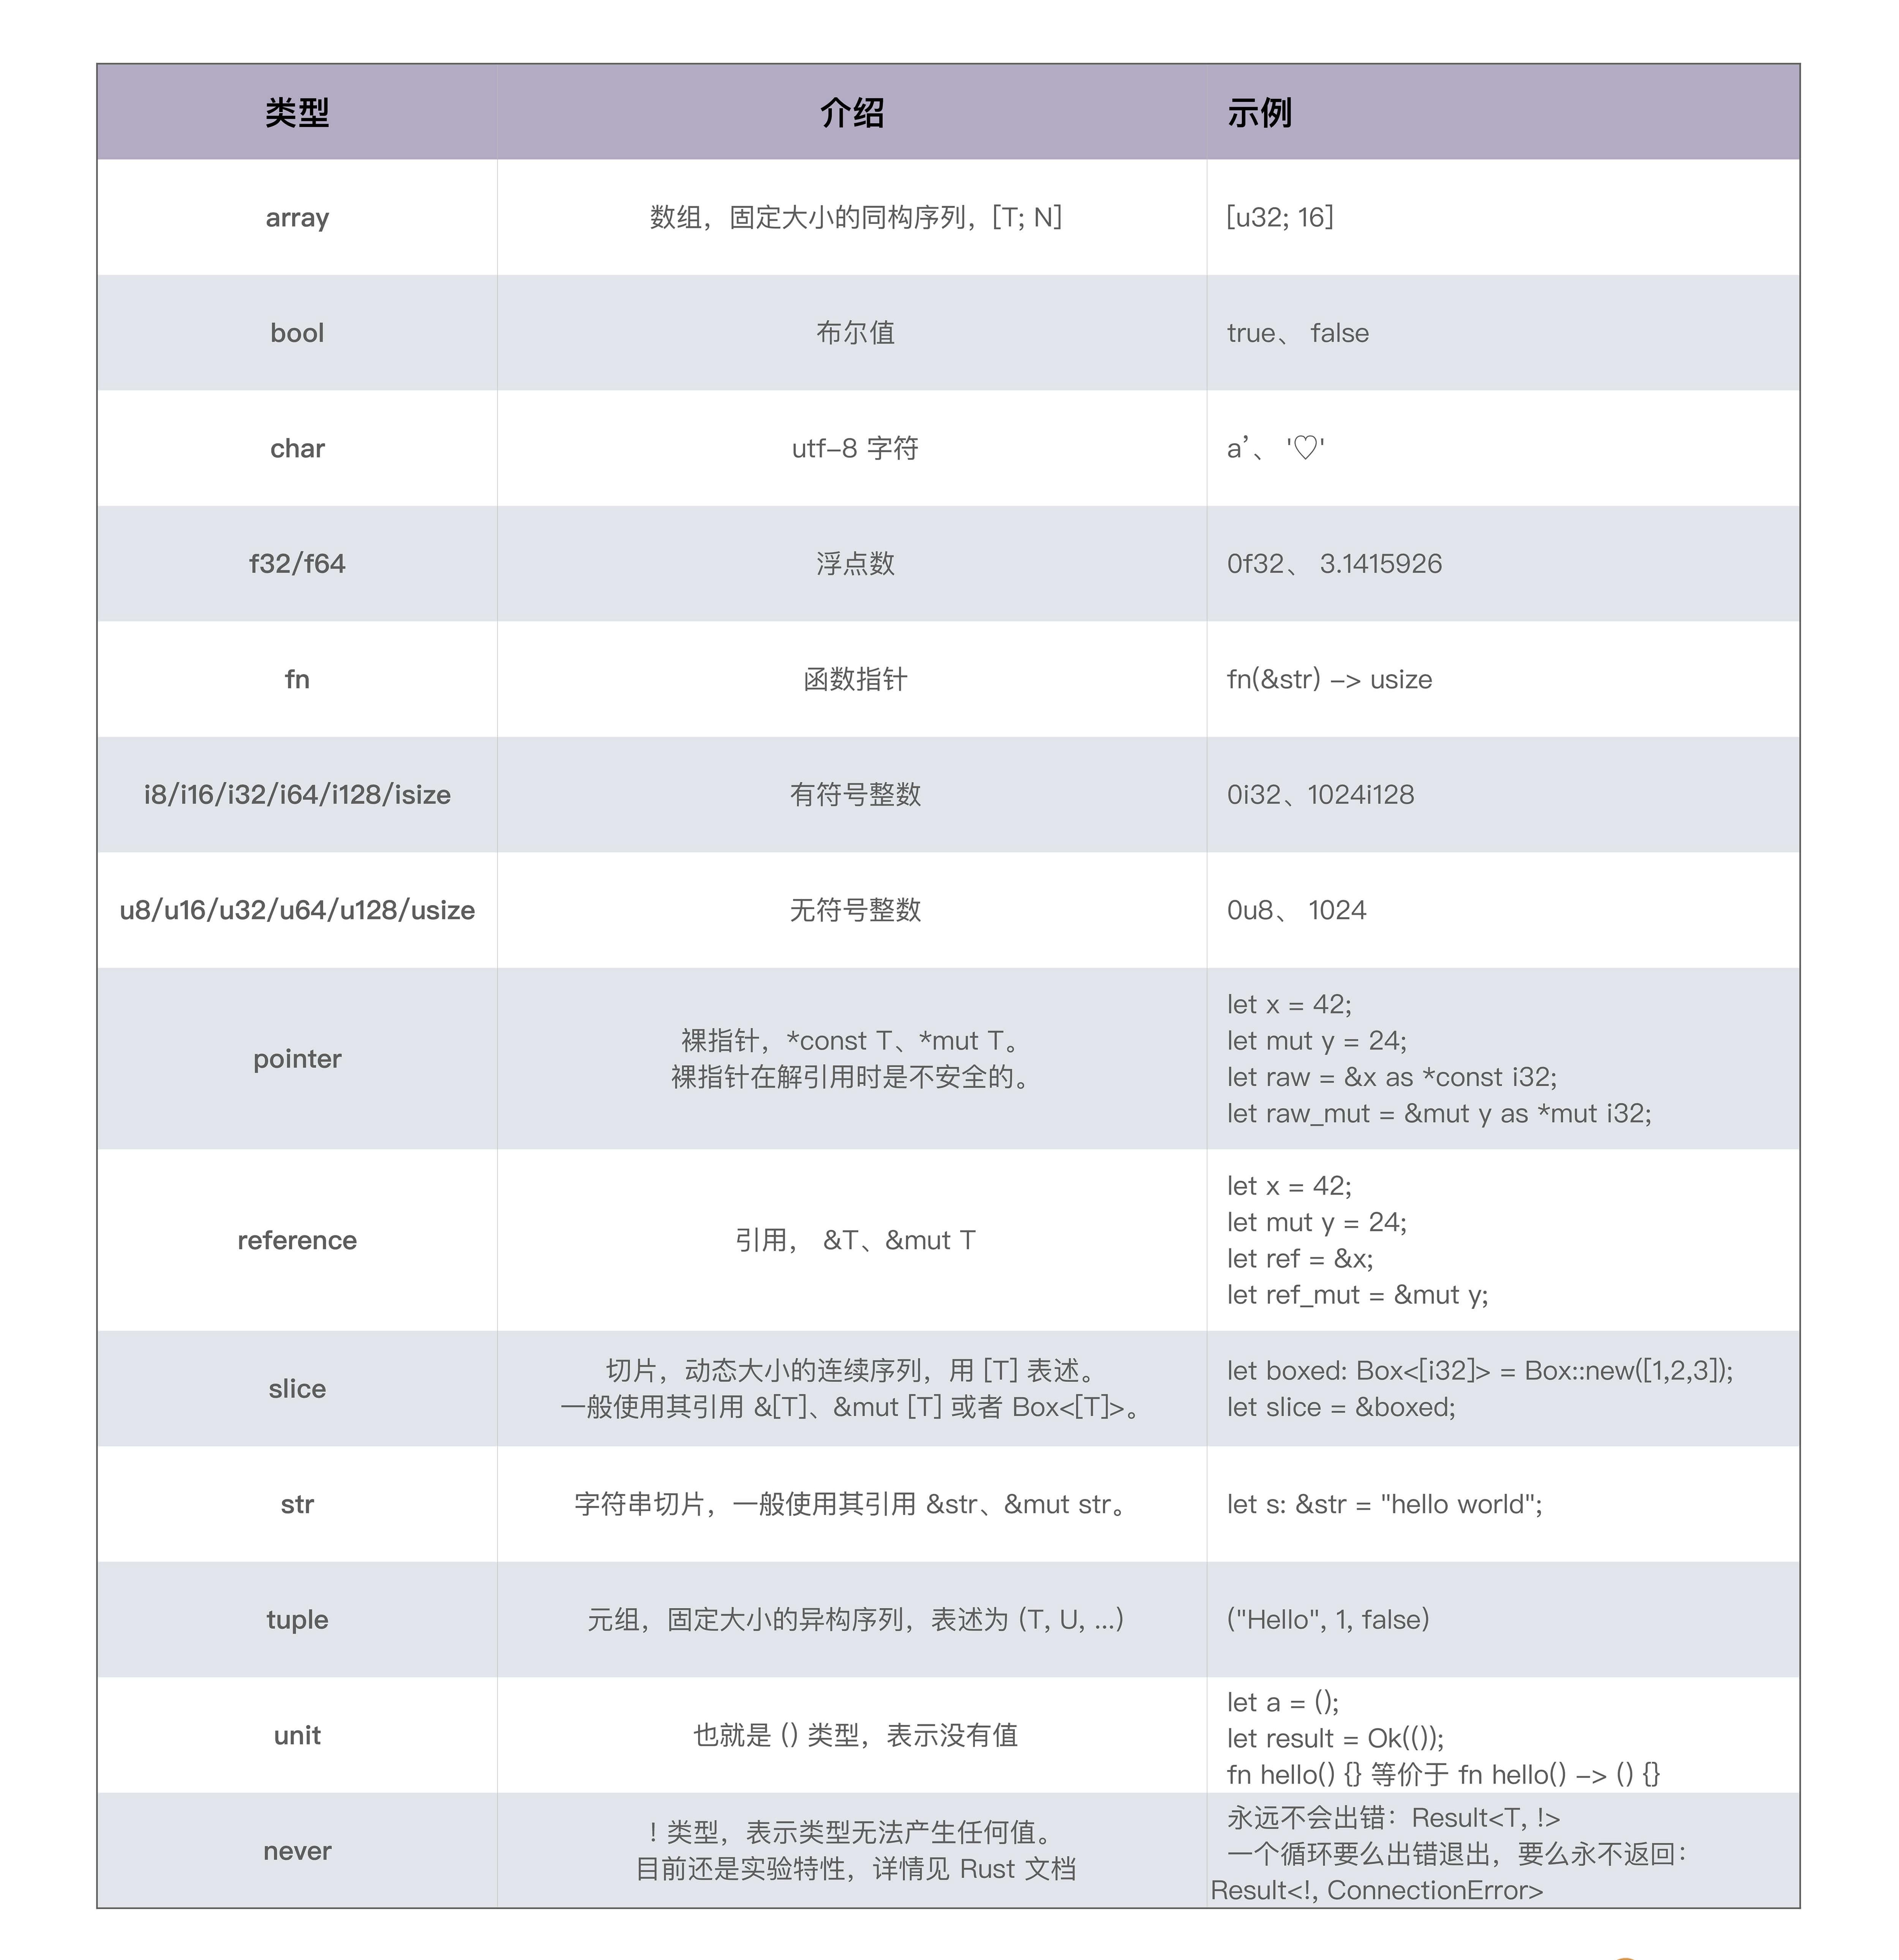 类型 介绍 示例
array 数组，固定大小的同构序列，[T; N] [u32; 16]
bool 布尔值 true、 false
char utf-8 字符 a’、 '♡'
f32/f64 浮点数 0f32、 3.1415926
fn 函数指针 fn(&str) -> usize
i8/i16/i32/i64/i128/isize 有符号整数 0i32、1024i128
u8/u16/u32/u64/u128/usize 无符号整数 0u8、 1024
pointer
裸指针，*const T、*mut T。
裸指针在解引用时是不安全的。
let x = 42;
let mut y = 24;
let raw = &x as *const i32;
let raw_mut = &mut y as *mut i32;
reference
引用， &T、&mut T
let x = 42;
let mut y = 24;
let ref = &x;
let ref_mut = &mut y;
slice
切片，动态大小的连续序列，用 [T] 表述。
一般使用其引用 &[T]、&mut [T] 或者 Box<[T]>。
let boxed: Box<[i32]> = Box::new([1,2,3]);
let slice = &boxed;
str 字符串切片，一般使用其引用 &str、&mut str。 let s: &str = "hello world";
tuple 元组，固定大小的异构序列，表述为 (T, U, ...) ("Hello", 1, false)
unit
也就是 () 类型，表示没有值
let a = ();
let result = Ok(());
fn hello() {} 等价于 fn hello() -> () {}
never
! 类型，表示类型无法产生任何值。
目前还是实验特性，详情见 Rust 文档
永远不会出错：Result<T, !>
一个循环要么出错退出，要么永不返回：
Result<!, ConnectionError>